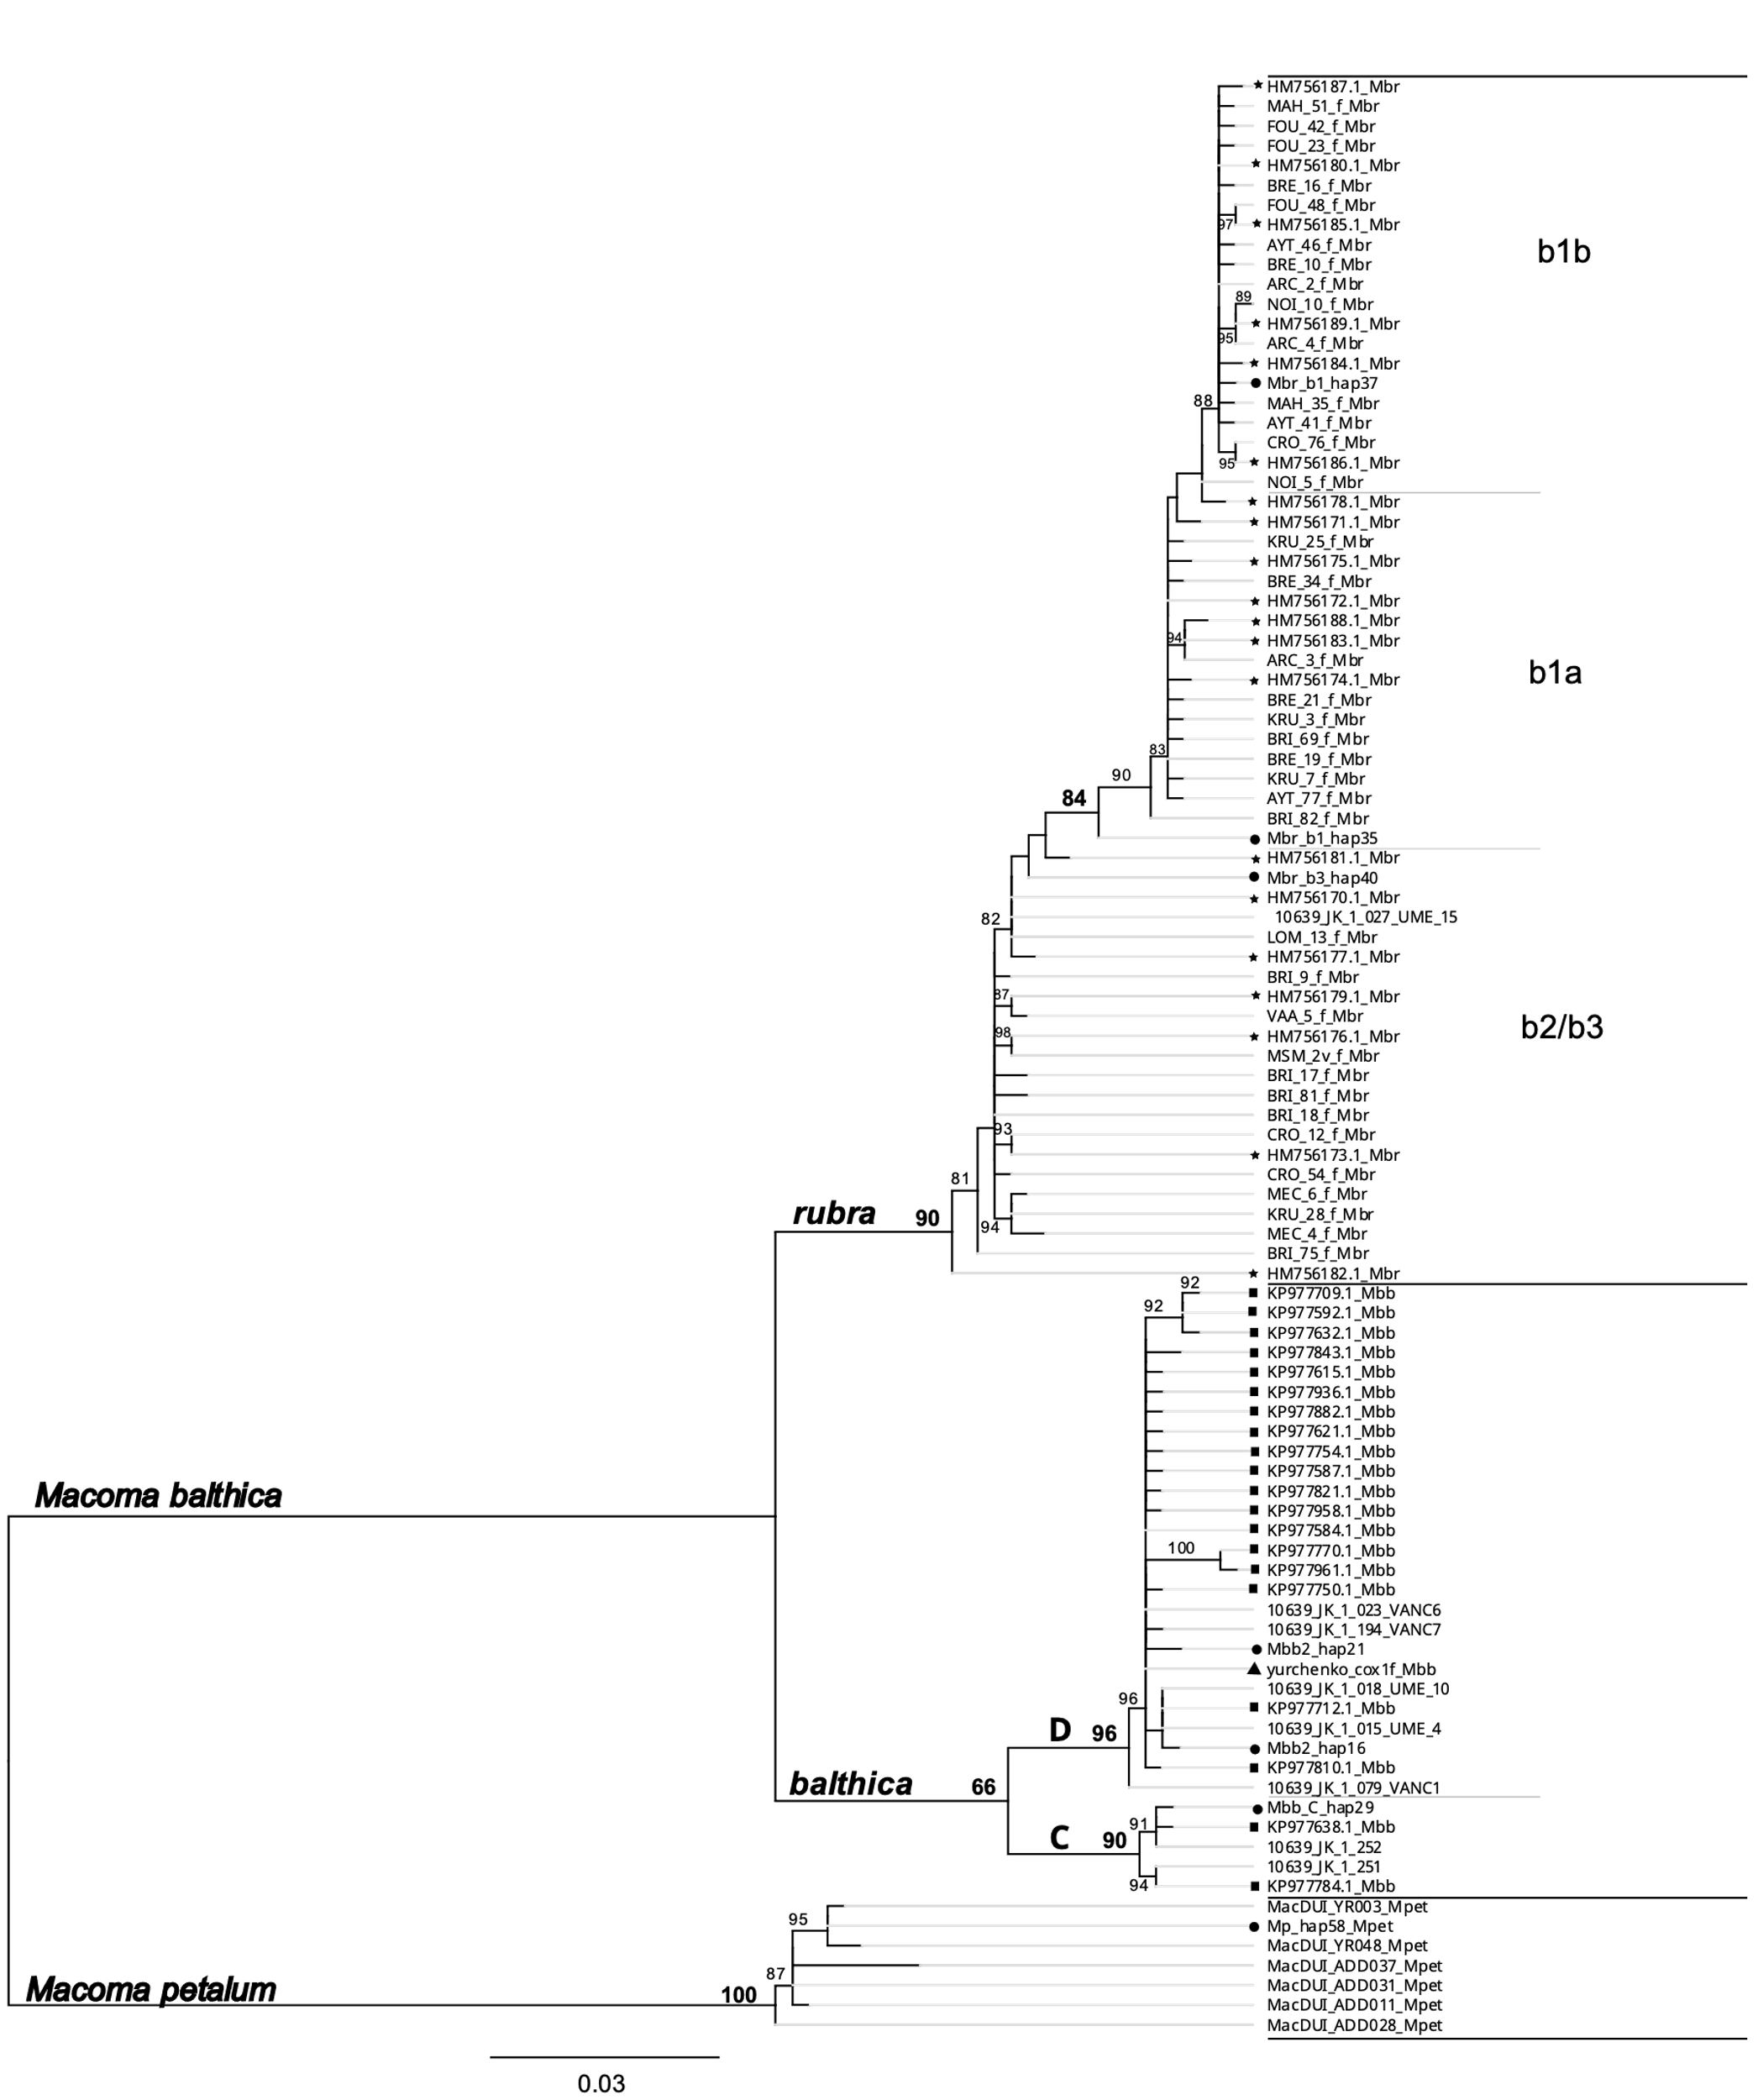 HM756187.1_Mbr
MAH_51_f_Mbr
FOU_42_f_Mbr
FOU_23_f_Mbr
HM756180.1_Mbr
BRE_16_f_Mbr
FOU_48_f_Mbr
97
HM756185.1_Mbr
AYT_46_f_Mbr
b1b
BRE_10_f_Mbr
ARC_2_f_Mbr
89
NOI_10_f_Mbr
HM756189.1_Mbr
95
ARC_4_f_Mbr
HM756184.1_Mbr
Mbr_b1_hap37
88
MAH_35_f_Mbr
AYT_41_f_Mbr
CRO_76_f_Mbr
95
HM756186.1_Mbr
NOI_5_f_Mbr
HM756178.1_Mbr
HM756171.1_Mbr
KRU_25_f_Mbr
HM756175.1_Mbr
BRE_34_f_Mbr
HM756172.1_Mbr
HM756188.1_Mbr
94
HM756183.1_Mbr
ARC_3_f_Mbr
b1a
HM756174.1_Mbr
BRE_21_f_Mbr
KRU_3_f_Mbr
BRI_69_f_Mbr
83
BRE_19_f_Mbr
90
KRU_7_f_Mbr
84
AYT_77_f_Mbr
BRI_82_f_Mbr
Mbr_b1_hap35
HM756181.1_Mbr
Mbr_b3_hap40
HM756170.1_Mbr
82
10639_JK_1_027_UME_15
LOM_13_f_Mbr
HM756177.1_Mbr
BRI_9_f_Mbr
87
HM756179.1_Mbr
VAA_5_f_Mbr
b2/b3
98
HM756176.1_Mbr
MSM_2v_f_Mbr
BRI_17_f_Mbr
BRI_81_f_Mbr
BRI_18_f_Mbr
93
CRO_12_f_Mbr
HM756173.1_Mbr
81
CRO_54_f_Mbr
MEC_6_f_Mbr
rubra
90
KRU_28_f_Mbr
94
MEC_4_f_Mbr
BRI_75_f_Mbr
HM756182.1_Mbr
92
KP977709.1_Mbb
92
KP977592.1_Mbb
KP977632.1_Mbb
KP977843.1_Mbb
KP977615.1_Mbb
KP977936.1_Mbb
KP977882.1_Mbb
KP977621.1_Mbb
KP977754.1_Mbb
KP977587.1_Mbb
Macoma balthica
KP977821.1_Mbb
KP977958.1_Mbb
KP977584.1_Mbb
100
KP977770.1_Mbb
KP977961.1_Mbb
KP977750.1_Mbb
10639_JK_1_023_VANC6
10639_JK_1_194_VANC7
Mbb2_hap21
yurchenko_cox1f_Mbb
10639_JK_1_018_UME_10
96
KP977712.1_Mbb
D
96
10639_JK_1_015_UME_4
Mbb2_hap16
KP977810.1_Mbb
balthica
66
10639_JK_1_079_VANC1
Mbb_C_hap29
91
KP977638.1_Mbb
C
90
10639_JK_1_252
10639_JK_1_251
94
KP977784.1_Mbb
MacDUI_YR003_Mpet
95
Mp_hap58_Mpet
MacDUI_YR048_Mpet
MacDUI_ADD037_Mpet
87
MacDUI_ADD031_Mpet
Macoma petalum
100
MacDUI_ADD011_Mpet
MacDUI_ADD028_Mpet
0.03